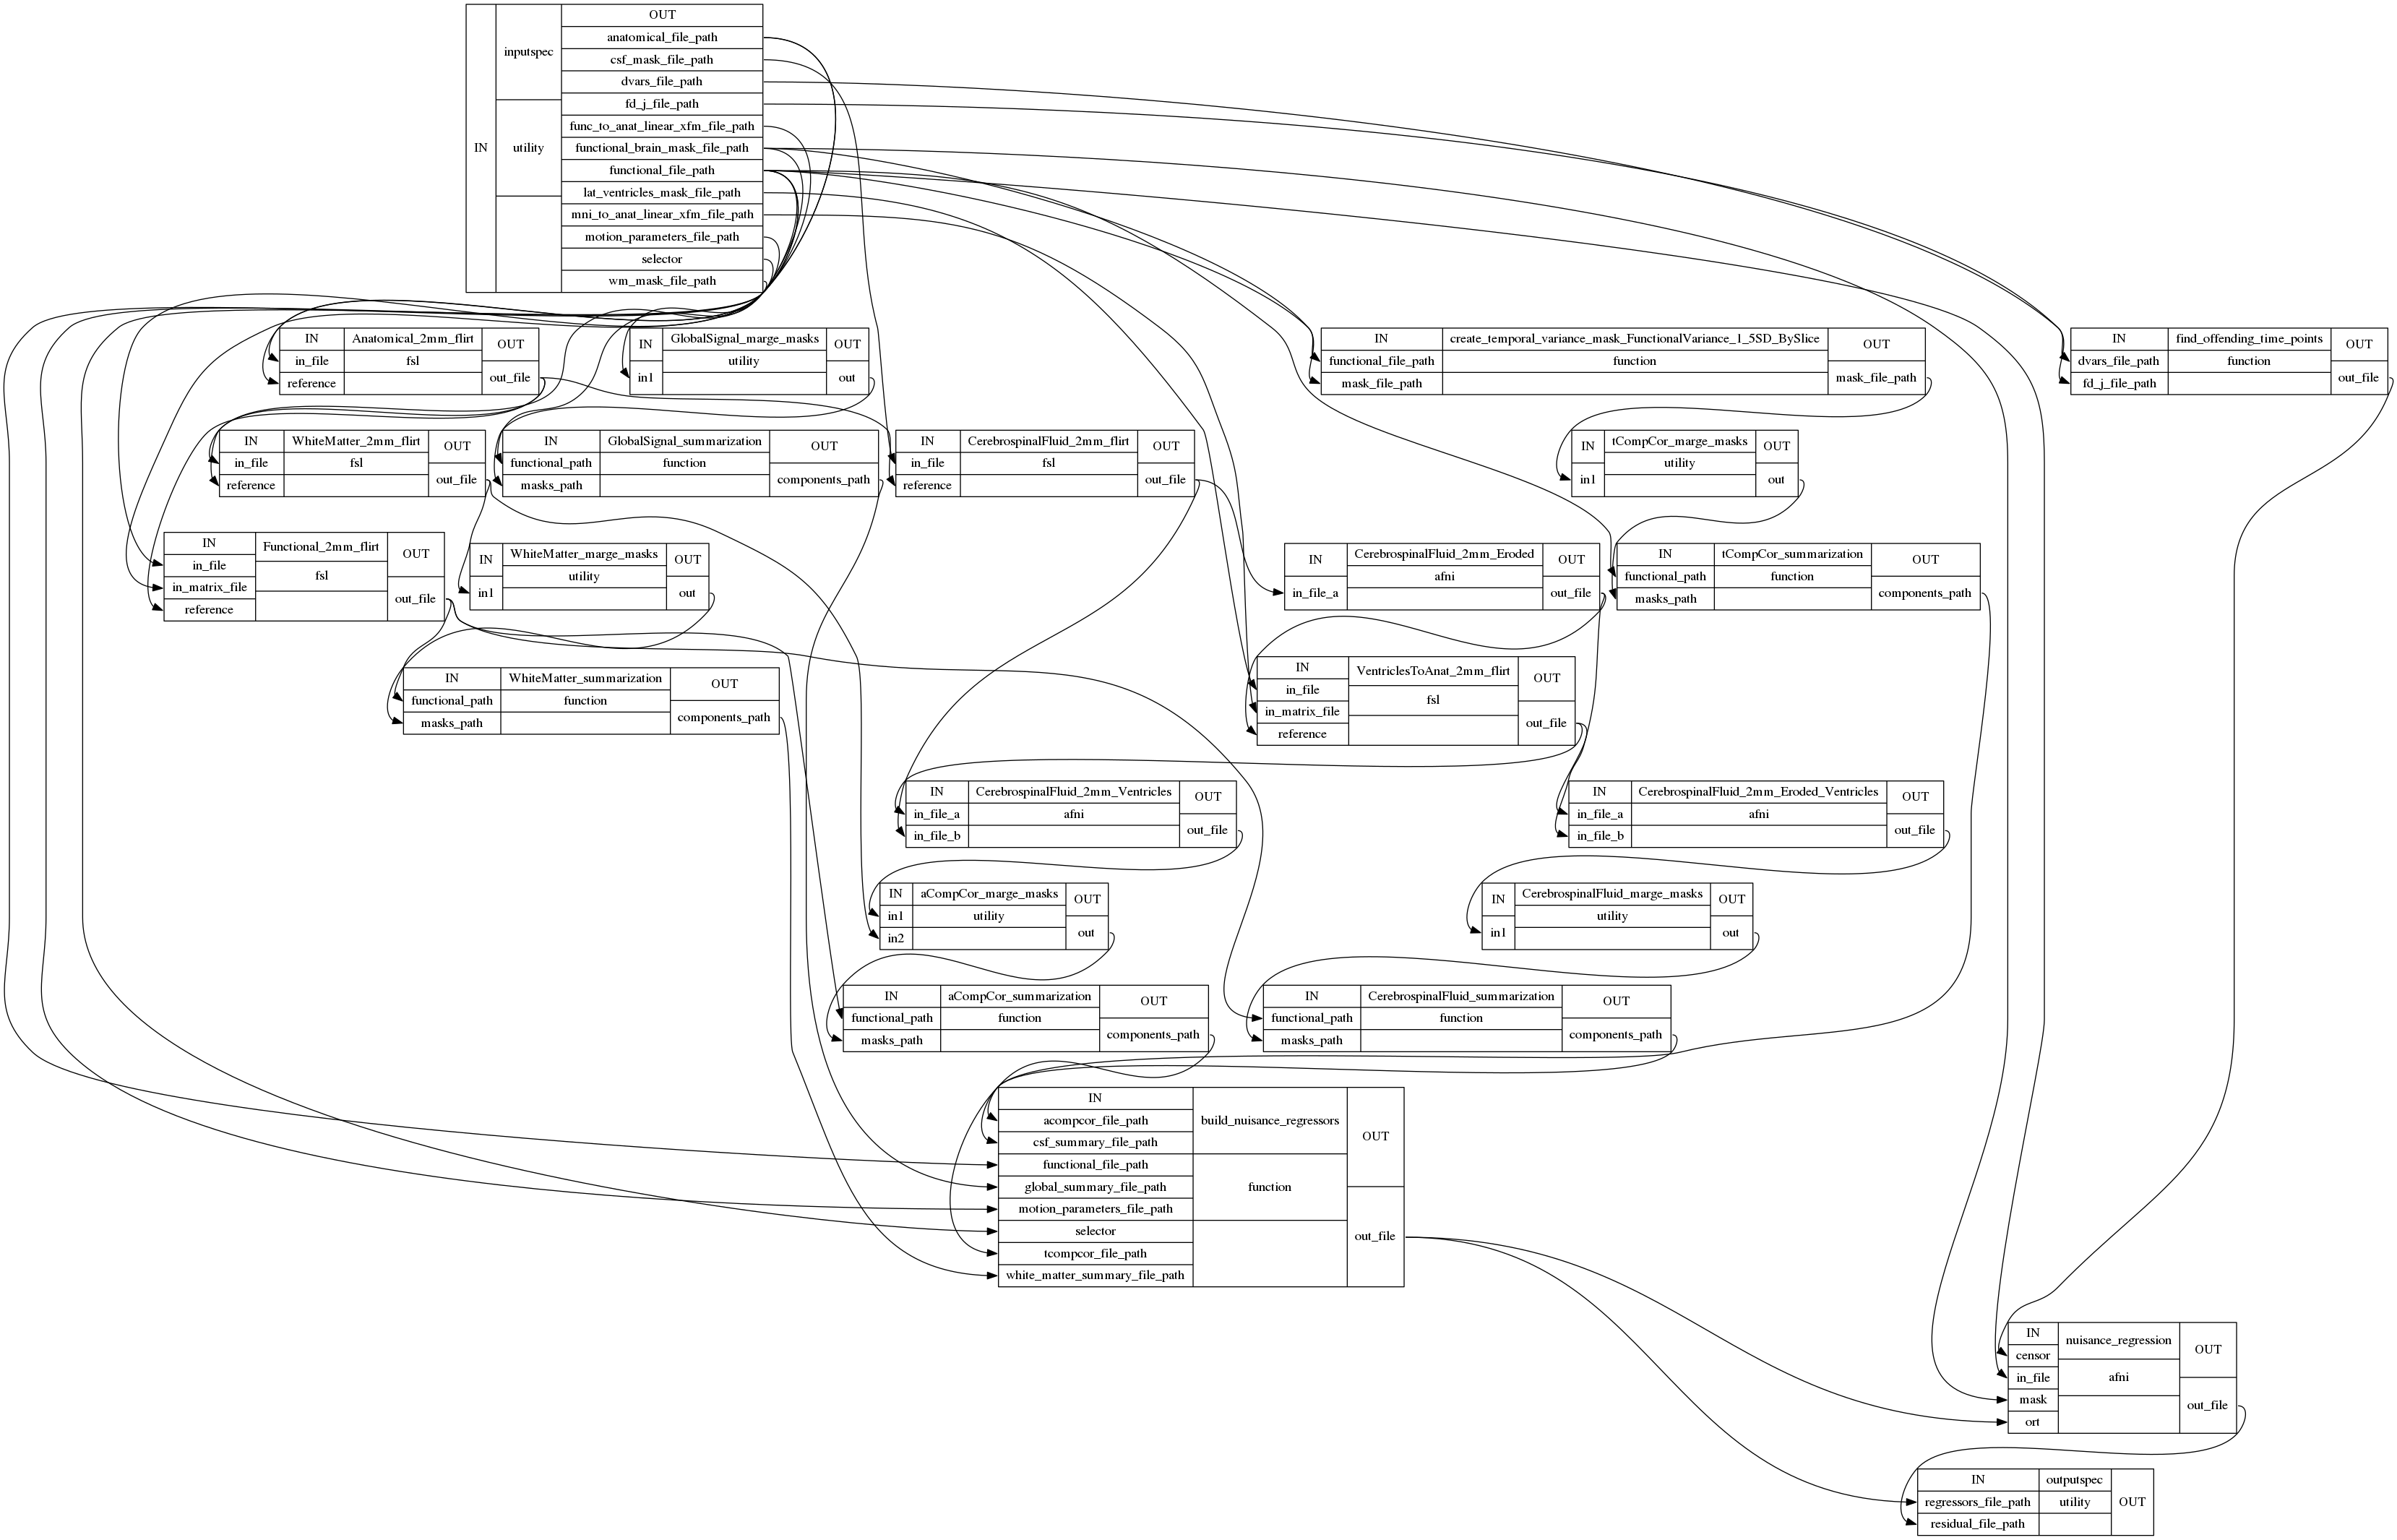 IN
inputspec
utility
OUT
anatomical_file_path
csf_mask_file_path
dvars_file_path
fd_j_file_path
func_to_anat_linear_xfm_file_path
functional_brain_mask_file_path
functional_file_path
lat_ventricles_mask_file_path
mni_to_anat_linear_xfm_file_path
motion_parameters_file_path
selector
wm_mask_file_path
IN
in_file
reference
Anatomical_2mm_flirt
fsl
OUT
out_file
IN
in1
GlobalSignal_marge_masks
utility
OUT
out
IN
functional_file_path
mask_file_path
create_temporal_variance_mask_FunctionalVariance_1_5SD_BySlice
function
OUT
mask_file_path
IN
dvars_file_path
fd_j_file_path
find_offending_time_points
function
OUT
out_file
IN
in_file
reference
WhiteMatter_2mm_flirt
fsl
OUT
out_file
IN
functional_path
masks_path
GlobalSignal_summarization
function
OUT
components_path
IN
in_file
reference
CerebrospinalFluid_2mm_flirt
fsl
OUT
out_file
IN
in1
tCompCor_marge_masks
utility
OUT
out
IN
in_file
in_matrix_file
reference
Functional_2mm_flirt
fsl
OUT
out_file
IN
in1
WhiteMatter_marge_masks
utility
OUT
out
IN
in_file_a
CerebrospinalFluid_2mm_Eroded
afni
OUT
out_file
IN
functional_path
masks_path
tCompCor_summarization
function
OUT
components_path
IN
functional_path
masks_path
WhiteMatter_summarization
function
OUT
components_path
IN
in_file
in_matrix_file
reference
VentriclesToAnat_2mm_flirt
fsl
OUT
out_file
IN
in_file_a
in_file_b
CerebrospinalFluid_2mm_Ventricles
afni
OUT
out_file
IN
in_file_a
in_file_b
CerebrospinalFluid_2mm_Eroded_Ventricles
afni
OUT
out_file
IN
in1
in2
aCompCor_marge_masks
utility
OUT
out
IN
in1
CerebrospinalFluid_marge_masks
utility
OUT
out
IN
functional_path
masks_path
aCompCor_summarization
function
OUT
components_path
IN
functional_path
masks_path
CerebrospinalFluid_summarization
function
OUT
components_path
IN
acompcor_file_path
csf_summary_file_path
functional_file_path
global_summary_file_path
motion_parameters_file_path
selector
tcompcor_file_path
white_matter_summary_file_path
build_nuisance_regressors
function
OUT
out_file
IN
censor
in_file
mask
ort
nuisance_regression
afni
OUT
out_file
IN
regressors_file_path
residual_file_path
outputspec
utility
OUT